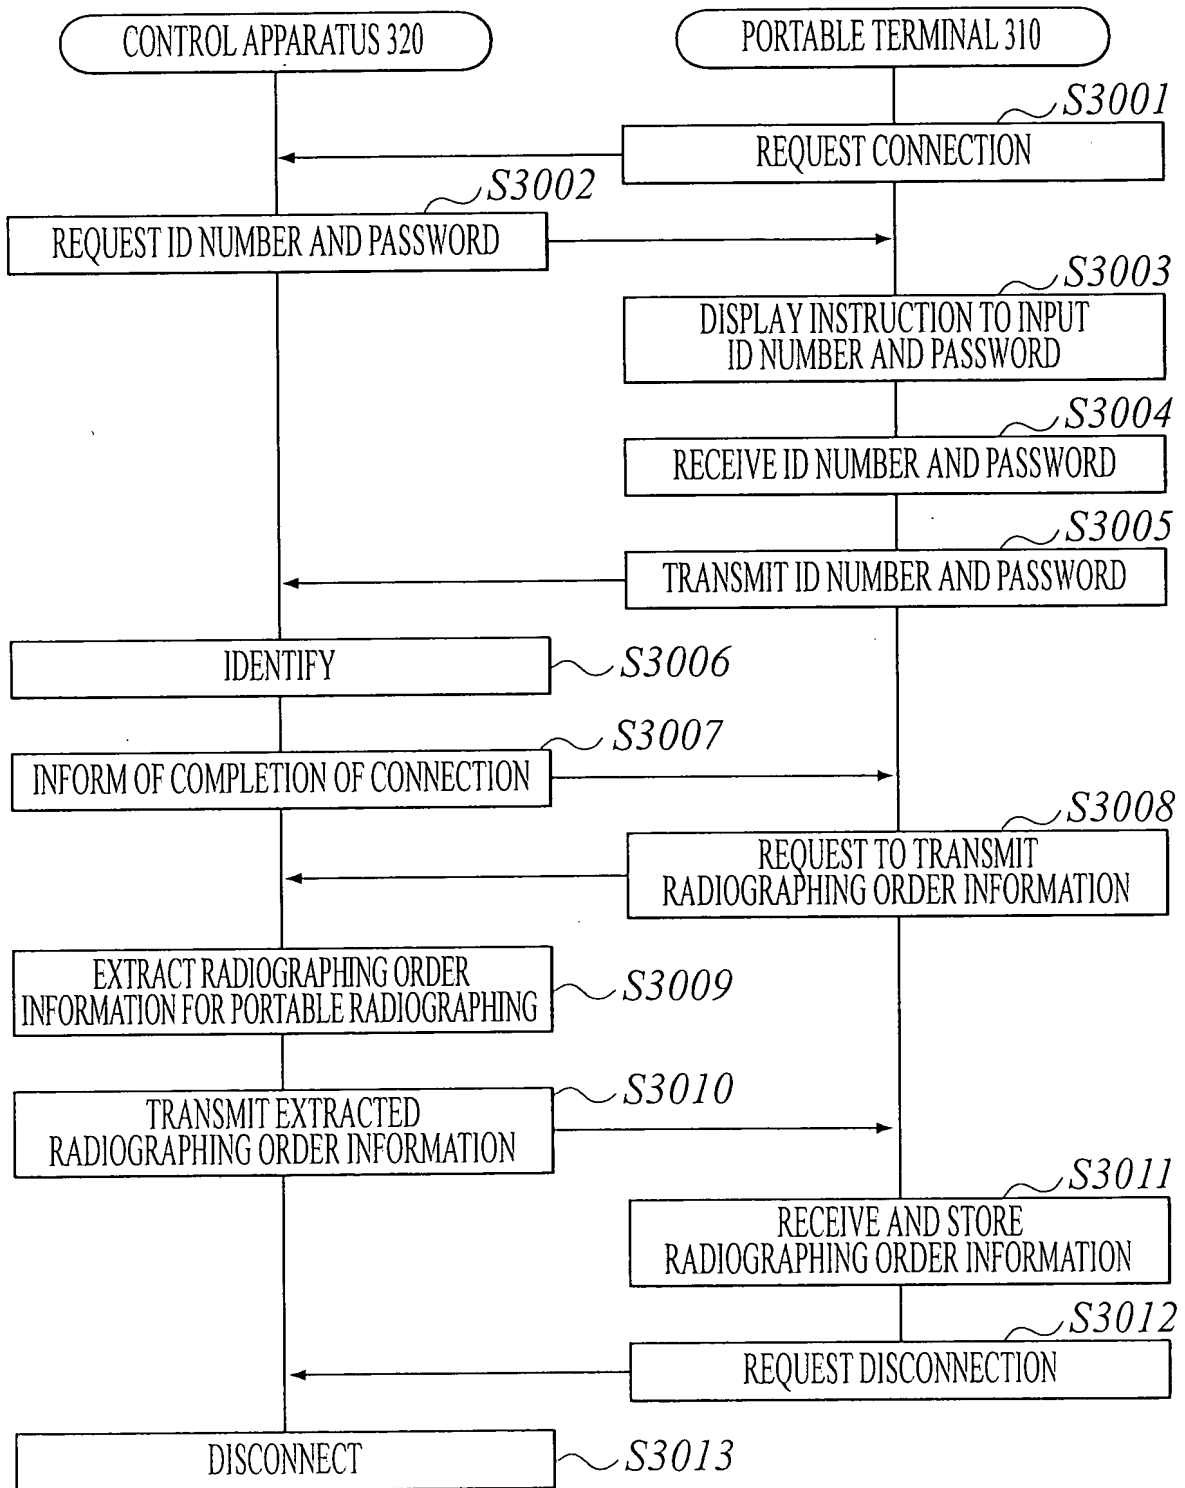 CONTROL APPARATUS 320
PORTABLE TERMINAL 310
S3001
REQUEST CONNECTION
S3002
REQUEST ID NUMBER AND PASSWORD
S3003
DISPLAY INSTRUCTION TO INPUT
ID NUMBER AND PASSWORD
S3004
RECEIVE ID NUMBER AND PASSWORD
S3005
TRANSMIT ID NUMBER AND PASSWORD
IDENTIFY
S3006
S3007
INFORM OF COMPLETION OF CONNECTION
S3008
REQUEST TO TRANSMIT
RADIOGRAPHING ORDER INFORMATION
EXTRACT RADIOGRAPHING ORDER
INFORMATION FOR PORTABLE RADIOGRAPHING
S3009
S3010
TRANSMIT EXTRACTED
RADIOGRAPHING ORDER INFORMATION
S3011
RECEIVE AND STORE
RADIOGRAPHING ORDER INFORMATION
S3012
REQUEST DISCONNECTION
DISCONNECT
S3013